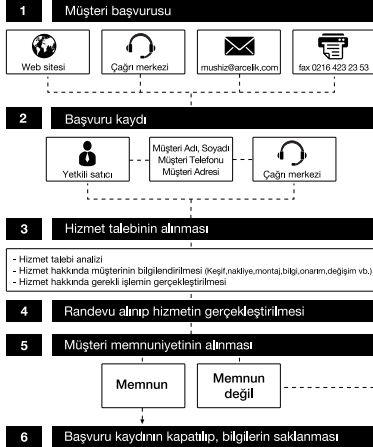 1 Müşteri başvurusu
Web sitesi
Çağrı merkezi
mushiz@arcelik.com
fax 0216 423 23 53
2 Başvuru kaydı
Yetkili satıcı
Müşteri Adı, Soyadı
Müşteri Telefonu
Müşteri Adresi
Çağrı merkezi
3 Hizmet talebinin alınması
- Hizmet talebi analizi
- Hizmet hakkında müşterinin bilgilendirilmesi (Keşif,nakliye,montaj,bilgi,onarım,değişim vb.)
- Hizmet hakkında gerekli işlemin gerçekleştirilmesi
4 Randevu alınıp hizmetin gerçekleştirilmesi
5 Müşteri memnuniyetinin alınması
Memnun
Memnun
değil
6 Başvuru kaydının kapatılıp, bilgilerin saklanması